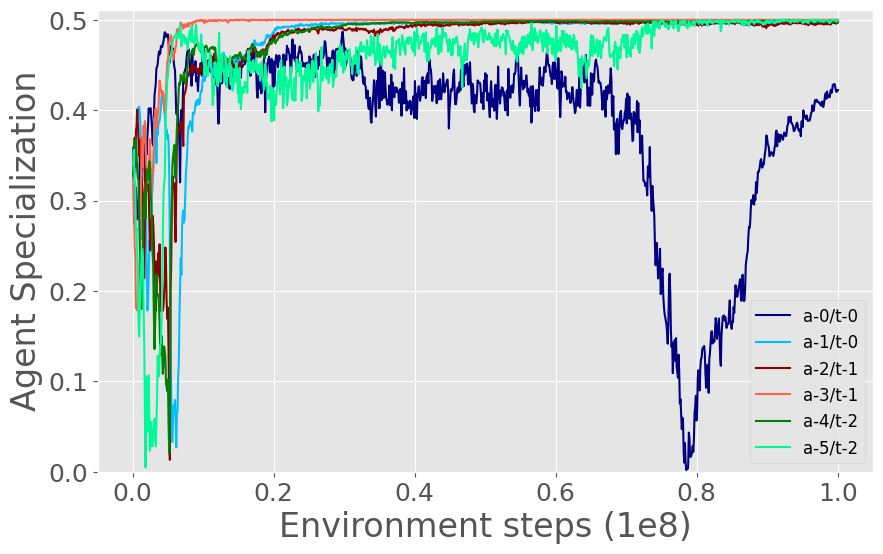 Agent Specialization
0.5
0.4
0.3
0.2
0.1
0.0
0.0 0.2 0.4 0.6 0.8 1.0
Environment steps (1e8)
a-0/t-0
a-1/t-0
a-2/t-1
a-3/t-1
a-4/t-2
a-5/t-2